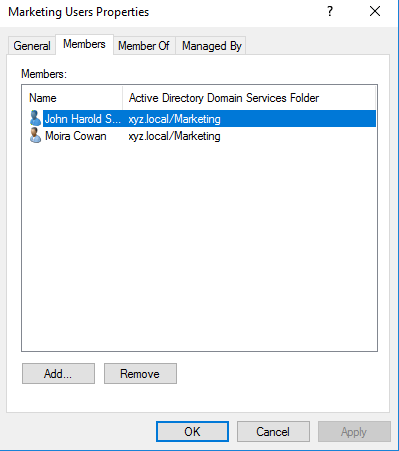 Marketing Users Properties
? ×
General Members Member Of Managed By
Members:
Name Active Directory Domain Services Folder
John Harold S... xyz.local/Marketing
Moira Cowan xyz.local/Marketing
Add... Remove
OK Cancel Apply